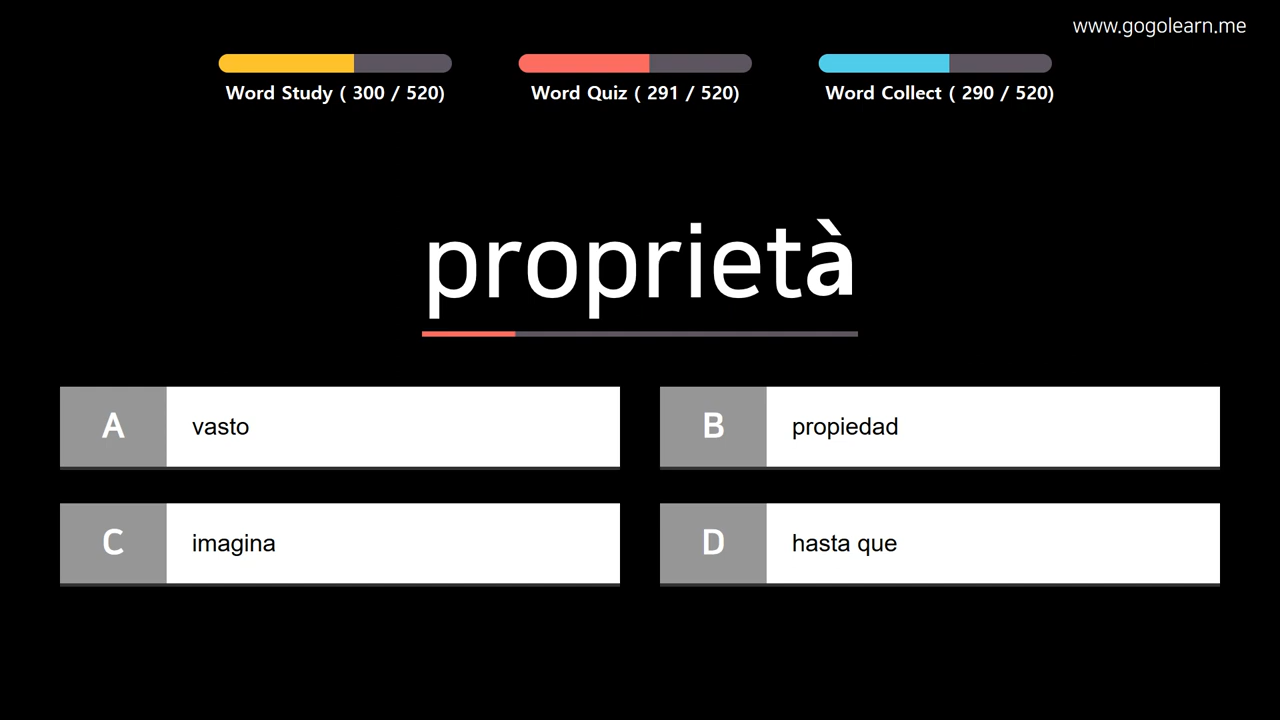 www.gogolearn.me
Word Study ( 300 / 520)
Word Quiz ( 291 / 520)
Word Collect ( 290 / 520)
proprietà
A vasto
B propiedad
C imagina
D hasta que